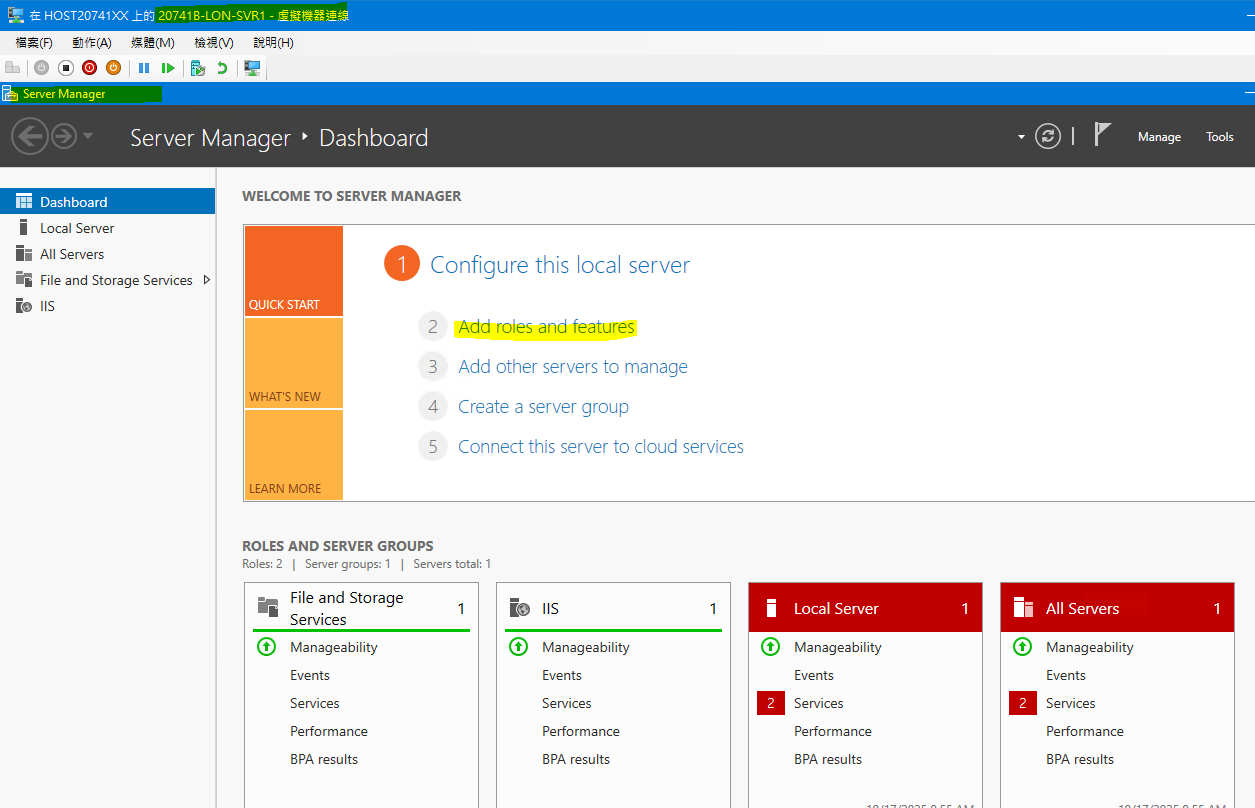 在 HOST20741XX 上的 20741B-LON-SVR1 - 虛擬機器連線
檔案(F) 動作(A) 媒體(M) 檢視(V) 說明(H)
Server Manager
Server Manager ‣ Dashboard
Manage Tools
Dashboard
Local Server
All Servers
File and Storage Services
IIS
WELCOME TO SERVER MANAGER
QUICK START
WHAT'S NEW
LEARN MORE
1 Configure this local server
2 Add roles and features
3 Add other servers to manage
4 Create a server group
5 Connect this server to cloud services
ROLES AND SERVER GROUPS
Roles: 2 | Server groups: 1 | Servers total: 1
File and Storage Services 1
Manageability
Events
Services
Performance
BPA results
IIS 1
Manageability
Events
Services
Performance
BPA results
Local Server 1
Manageability
Events
2 Services
Performance
BPA results
All Servers 1
Manageability
Events
2 Services
Performance
BPA results